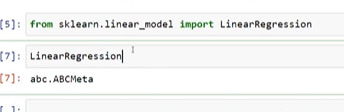 [5]: from sklearn.linear_model import LinearRegression
[7]: LinearRegression
[7]: abc.ABCMeta